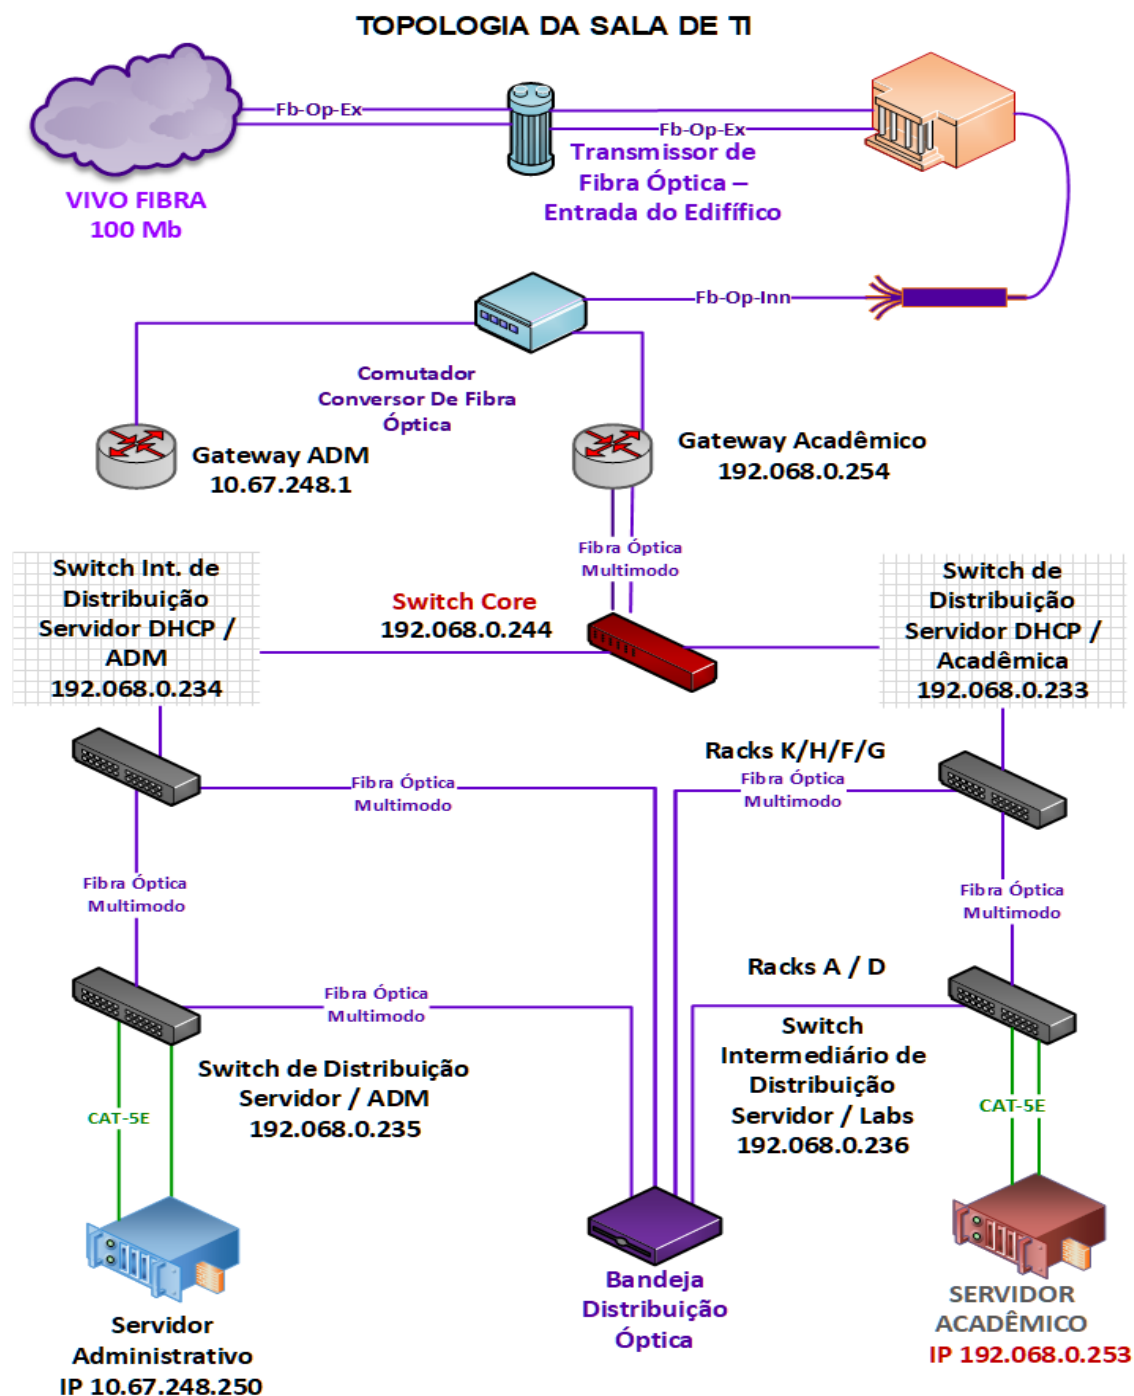 TOPOLOGIA DA SALA DE TI
Fb-Op-Ex
Fb-Op-Ex
Transmissor de
Fibra Óptica –
Entrada do Edifífico
VIVO FIBRA
100 Mb
Fb-Op-Inn
Comutador
Conversor De Fibra
Óptica
Gateway ADM
10.67.248.1
Gateway Acadêmico
192.068.0.254
Fibra Óptica
Multimodo
Switch Int. de
Distribuição
Servidor DHCP /
ADM
192.068.0.234
Switch Core
192.068.0.244
Switch de
Distribuição
Servidor DHCP /
Acadêmica
192.068.0.233
Fibra Óptica
Multimodo
Racks K/H/F/G
Fibra Óptica
Multimodo
Fibra Óptica
Multimodo
Fibra Óptica
Multimodo
Fibra Óptica
Multimodo
Racks A / D
Switch
Intermediário de
Distribuição
Servidor / Labs
192.068.0.236
Switch de Distribuição
Servidor / ADM
192.068.0.235
CAT-5E
CAT-5E
Servidor
Administrativo
IP 10.67.248.250
Bandeja
Distribuição
Óptica
SERVIDOR
ACADÊMICO
IP 192.068.0.253